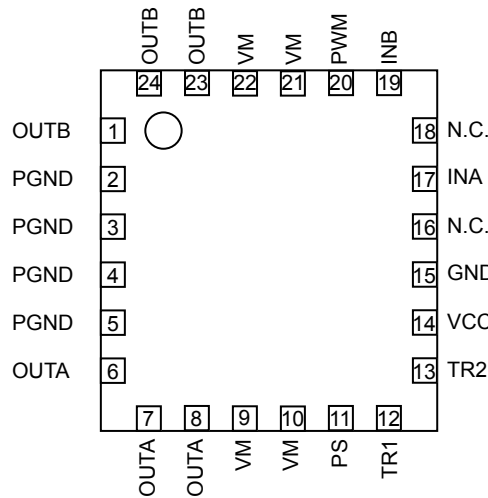 OUTB
OUTB
VM
VM
PWM
INB
24
23
22
21
20
19
OUTB 1
18 N.C.
PGND 2
17 INA
PGND 3
16 N.C.
PGND 4
15 GND
PGND 5
14 VCC
OUTA 6
13 TR2
7
8
9
10
11
12
OUTA
OUTA
VM
VM
PS
TR1